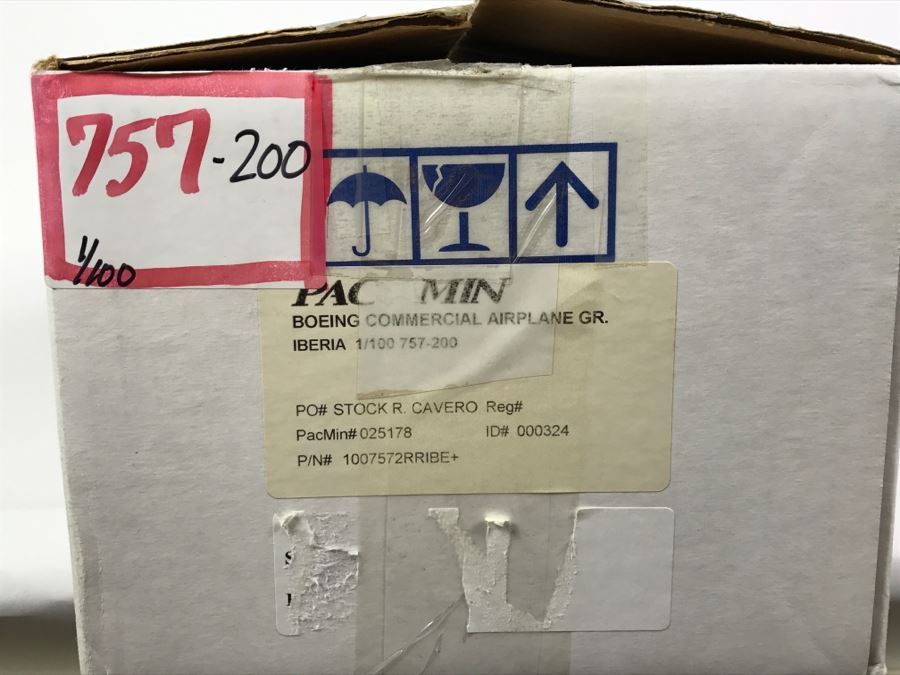 757-200
1/100
PAC MIN
BOEING COMMERCIAL AIRPLANE GR.
IBERIA 1/100 757-200
PO# STOCK R. CAVERO Reg#
PacMin# 025178 ID# 000324
P/N# 1007572RRIBE+